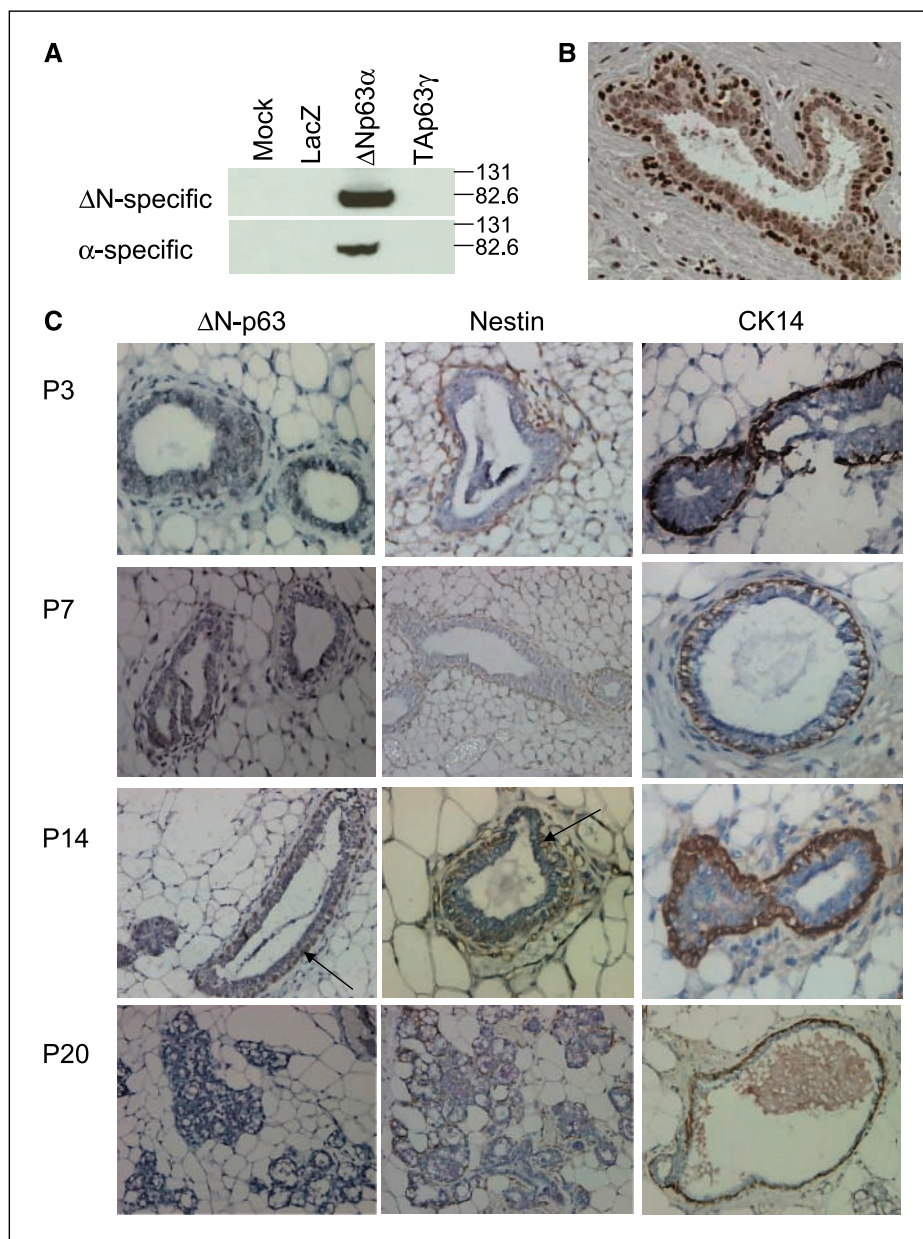 A
B
Mock
LacZ
ΔNp63α
TAp63γ
ΔN-specific
131
82.6
α-specific
131
82.6
C
ΔN-p63
Nestin
CK14
P3
P7
P14
P20